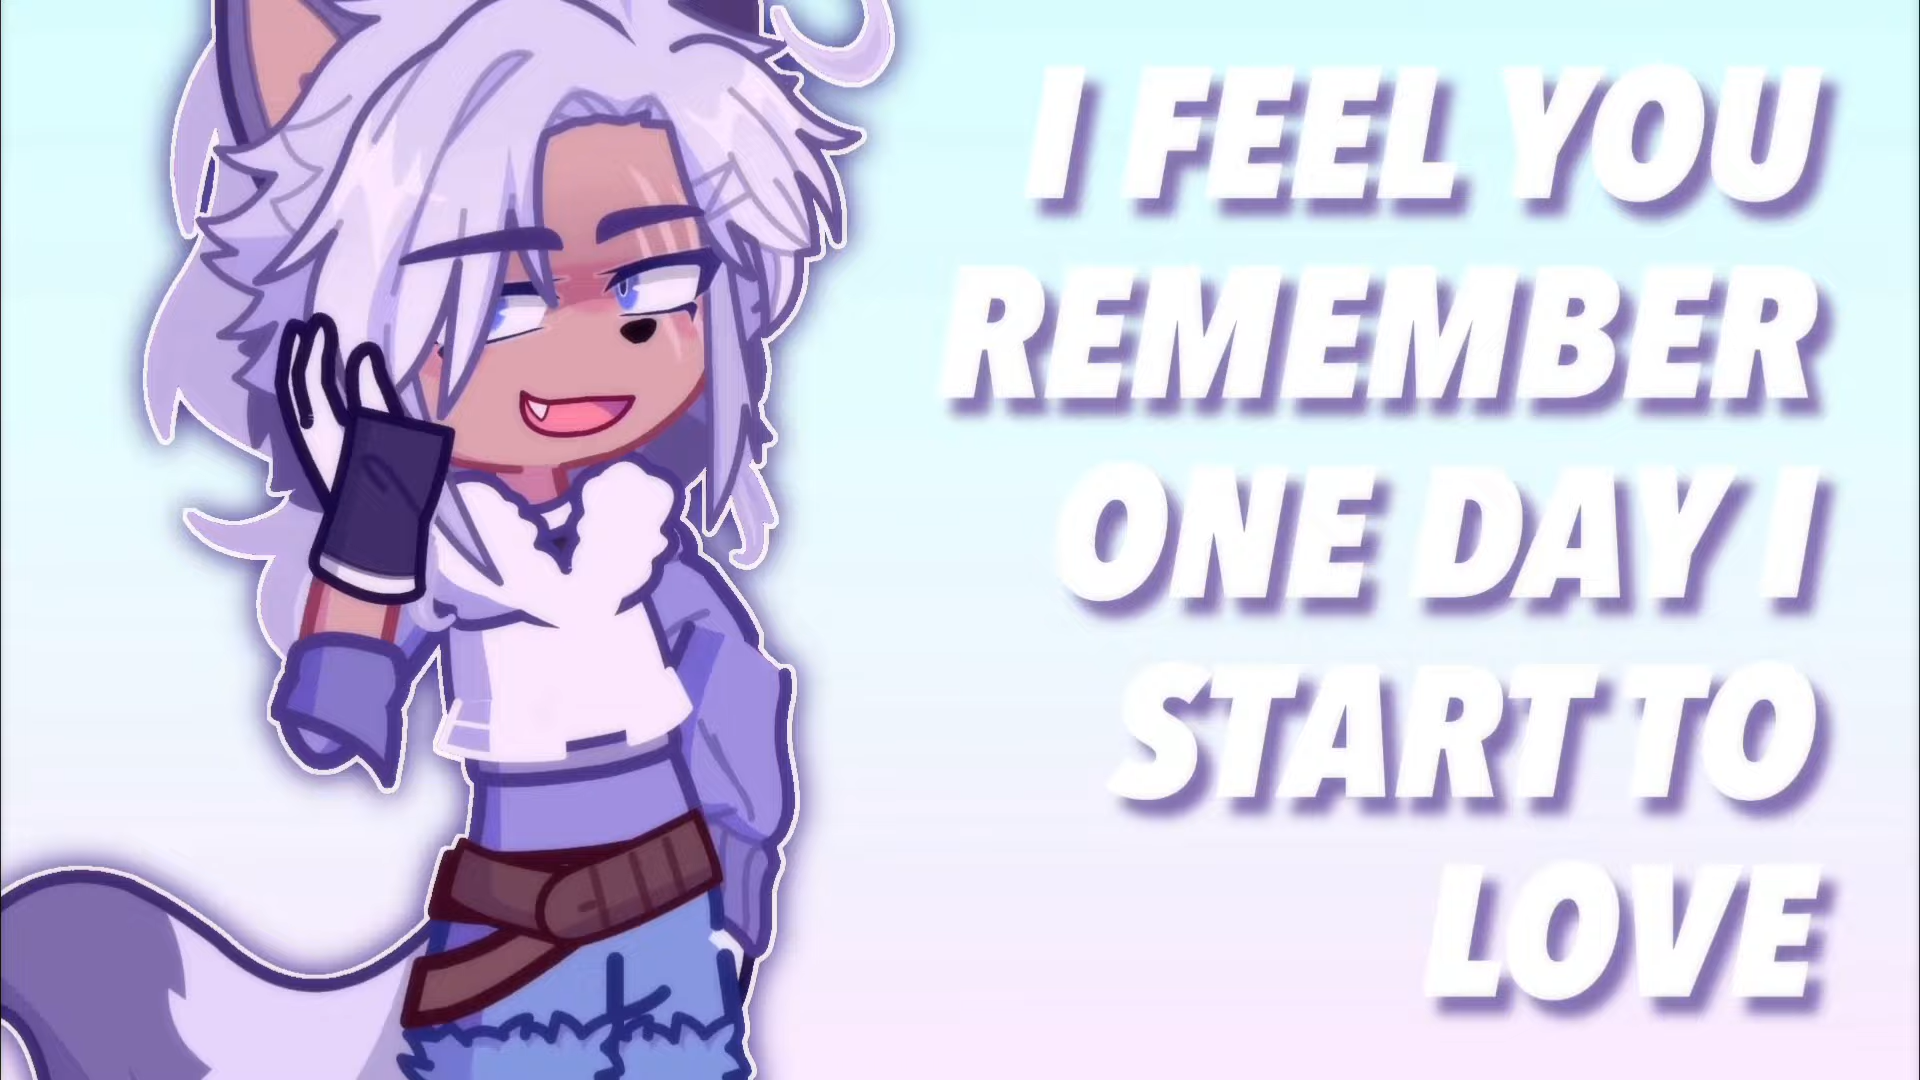 I FEEL YOU
REMEMBER
ONE DAY I
START TO
LOVE